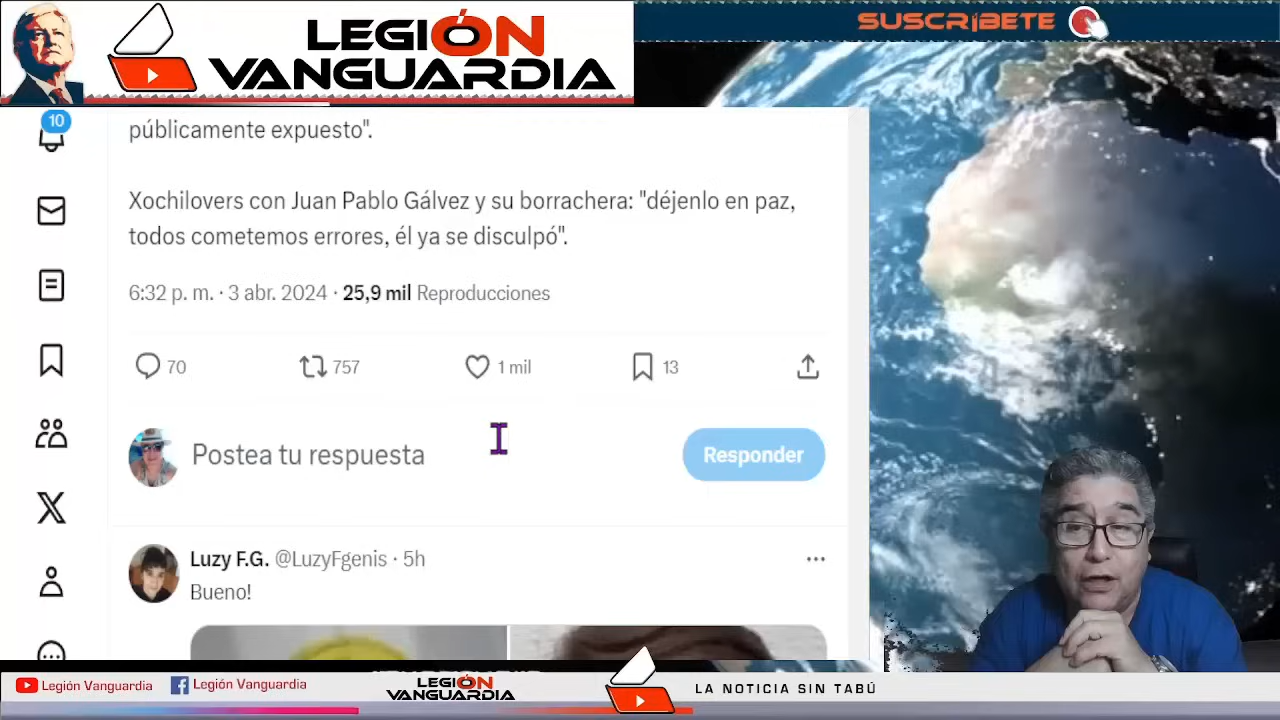 LEGIÓN
VANGUARDIA
SUSCRÍBETE
10
públicamente expuesto".
Xochilovers con Juan Pablo Gálvez y su borrachera: "déjenlo en paz,
todos cometemos errores, él ya se disculpó".
6:32 p. m. · 3 abr. 2024 · 25,9 mil Reproducciones
70
757
1 mil
13
Postea tu respuesta
Responder
Luzy F.G. @LuzyFgenis · 5h
Bueno!
Legión Vanguardia
Legión Vanguardia
LEGIÓN
VANGUARDIA
LA NOTICIA SIN TABÚ